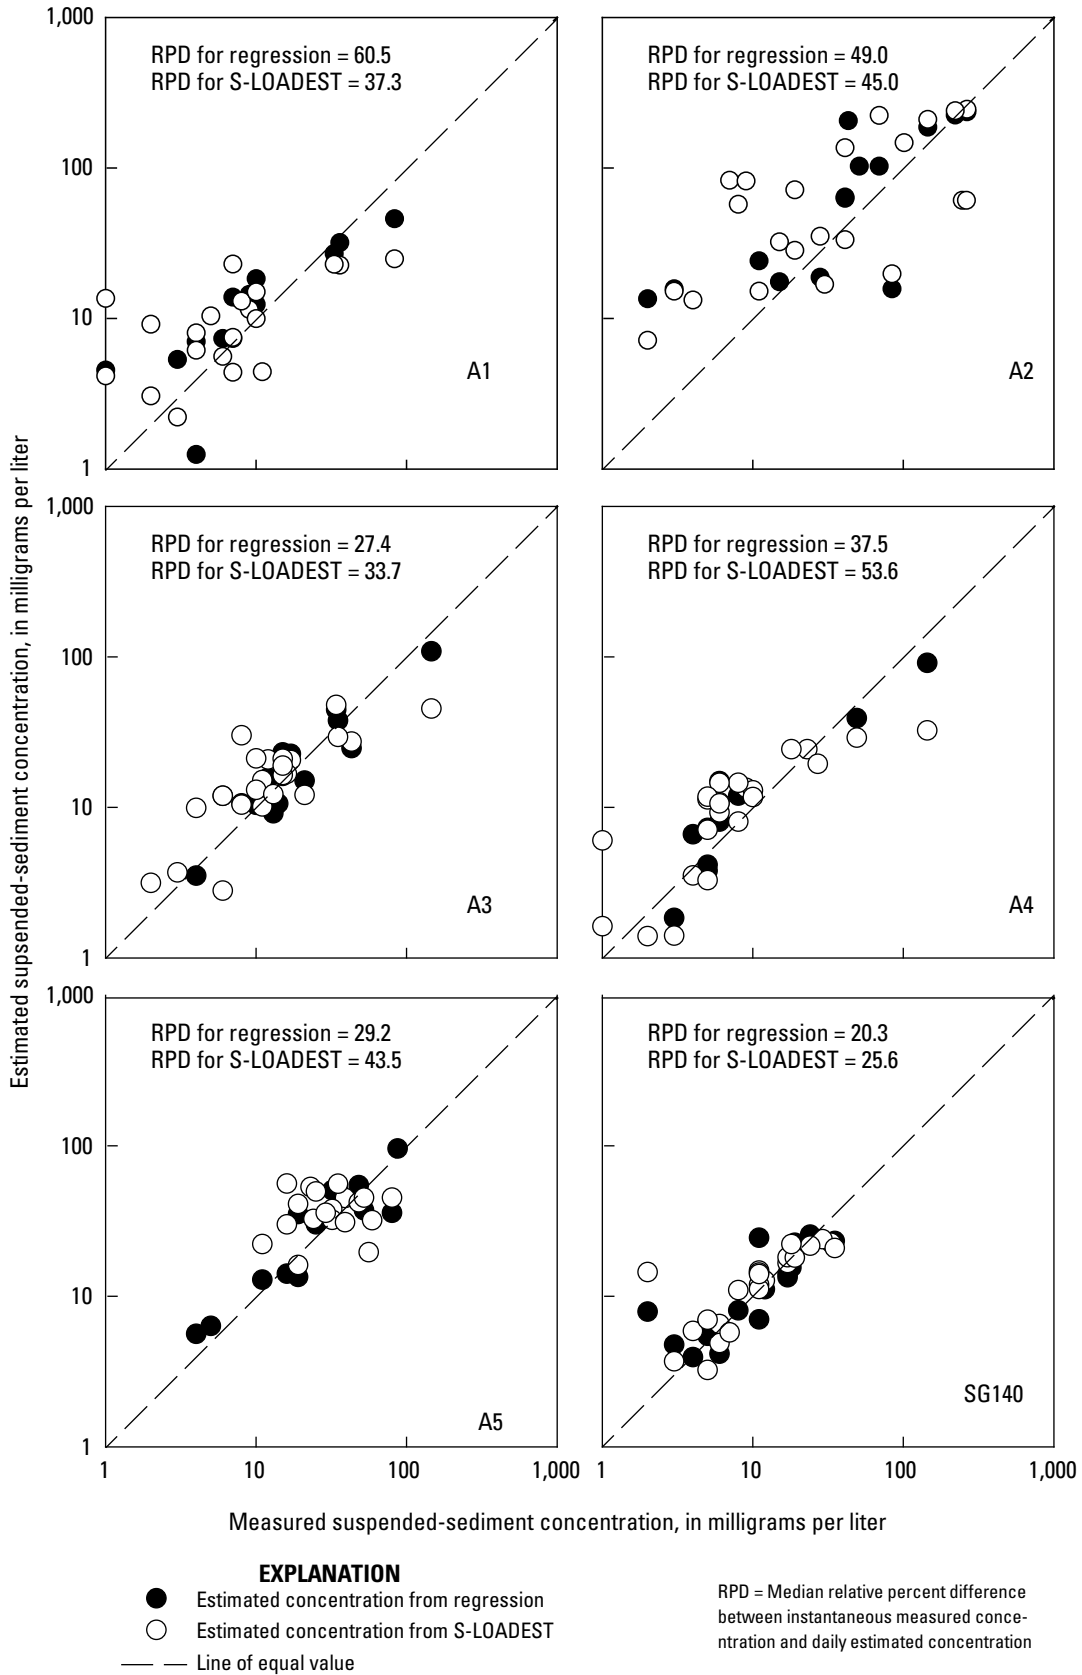 1,000
100
10
1
RPD for regression = 60.5
RPD for S-LOADEST = 37.3
A1
RPD for regression = 49.0
RPD for S-LOADEST = 45.0
A2
1,000
100
10
1
RPD for regression = 27.4
RPD for S-LOADEST = 33.7
A3
RPD for regression = 37.5
RPD for S-LOADEST = 53.6
A4
1,000
100
10
1
RPD for regression = 29.2
RPD for S-LOADEST = 43.5
A5
RPD for regression = 20.3
RPD for S-LOADEST = 25.6
SG140
1 10 100 1,000 1 10 100 1,000
Estimated supsended-sediment concentration, in milligrams per liter
Measured suspended-sediment concentration, in milligrams per liter
EXPLANATION
Estimated concentration from regression
Estimated concentration from S-LOADEST
Line of equal value
RPD = Median relative percent difference
between instantaneous measured conce-
ntration and daily estimated concentration